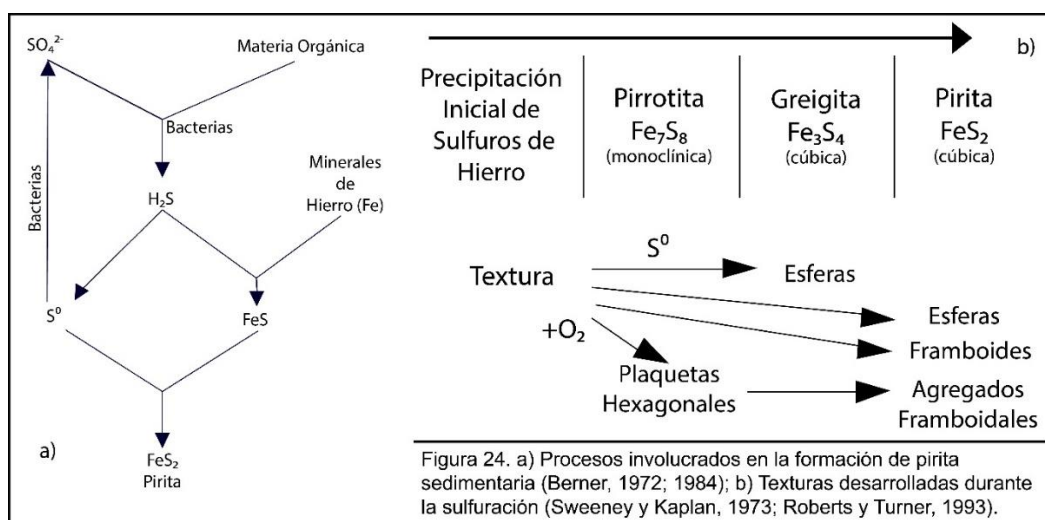 SO₄²⁻
Materia Orgánica
Bacterias
Bacterias
Minerales
de
Hierro (Fe)
H₂S
S⁰
FeS
FeS₂
Pirita
a)
b)
Precipitación
Inicial de
Sulfuros de
Hierro
Pirrotita
Fe₇S₈
(monoclínica)
Greigita
Fe₃S₄
(cúbica)
Pirita
FeS₂
(cúbica)
S⁰
Textura
Esferas
+O₂
Esferas
Framboides
Plaquetas
Hexagonales
Agregados
Framboidales
Figura 24. a) Procesos involucrados en la formación de pirita
sedimentaria (Berner, 1972; 1984); b) Texturas desarrolladas durante
la sulfuración (Sweeney y Kaplan, 1973; Roberts y Turner, 1993).